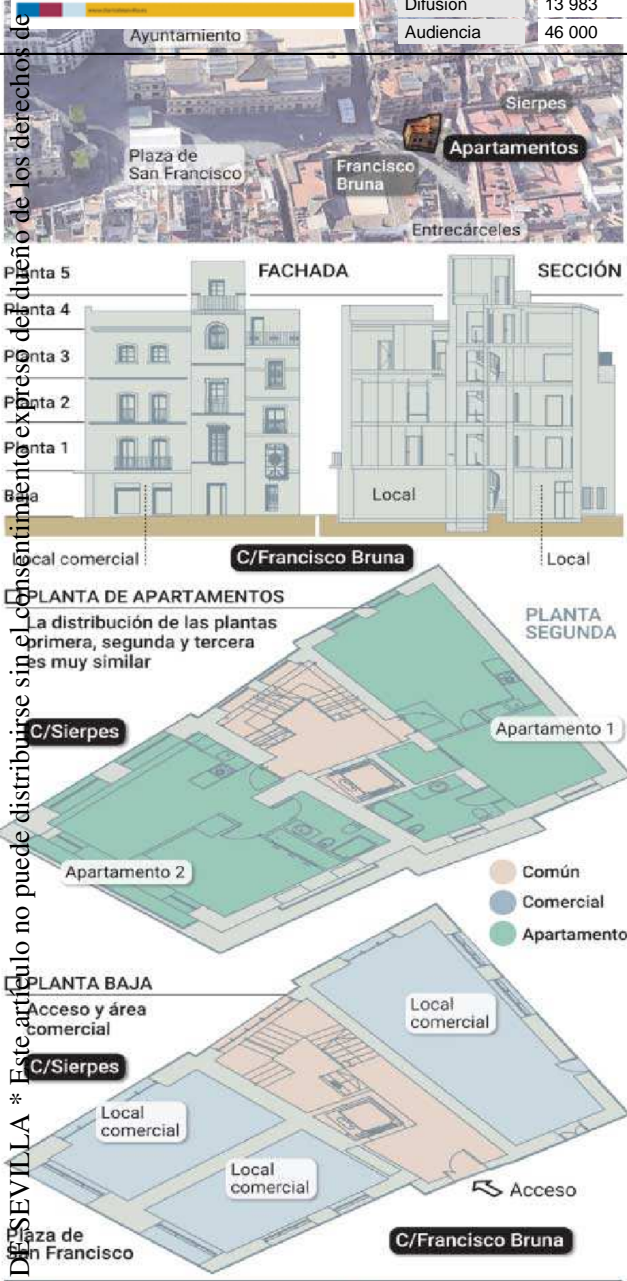 Difusión 13 983
Audiencia 46 000
Ayuntamiento
Sierpes
Apartamentos
Plaza de
San Francisco
Francisco
Bruna
Entrecárceles
FACHADA
SECCIÓN
Planta 5
Planta 4
Planta 3
Planta 2
Planta 1
Baja
Local
Local comercial
C/Francisco Bruna
Local
PLANTA DE APARTAMENTOS
La distribución de las plantas
primera, segunda y tercera
es muy similar
PLANTA
SEGUNDA
C/Sierpes
Apartamento 1
Apartamento 2
Común
Comercial
Apartamento
PLANTA BAJA
Acceso y área
comercial
C/Sierpes
Local
comercial
Local
comercial
Local
comercial
Acceso
Plaza de
San Francisco
C/Francisco Bruna
DE SEVILLA * Este artículo no puede distribuirse sin el consentimiento expreso del dueño de los derechos de